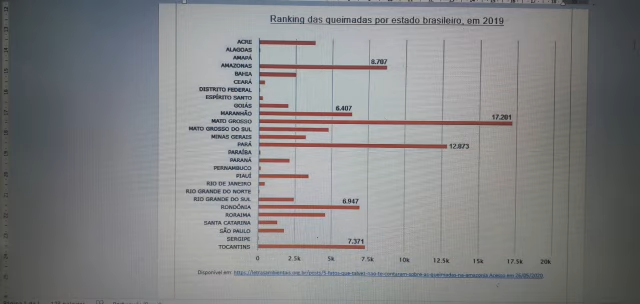 Ranking das queimadas por estado brasileiro, em 2019
ACRE
ALAGOAS
AMAPÁ
AMAZONAS 8.787
BAHIA
CEARÁ
DISTRITO FEDERAL
ESPÍRITO SANTO
GOIÁS
MARANHÃO 6.407
MATO GROSSO 17.281
MATO GROSSO DO SUL
MINAS GERAIS
PARÁ 12.873
PARAÍBA
PARANÁ
PERNAMBUCO
PIAUÍ
RIO DE JANEIRO
RIO GRANDE DO NORTE
RIO GRANDE DO SUL
RONDÔNIA 6.947
RORAIMA
SANTA CATARINA
SÃO PAULO
SERGIPE
TOCANTINS 7.371
0 2.5k 5k 7.5k 10k 12.5k 15k 17.5k 20k
Disponível em: